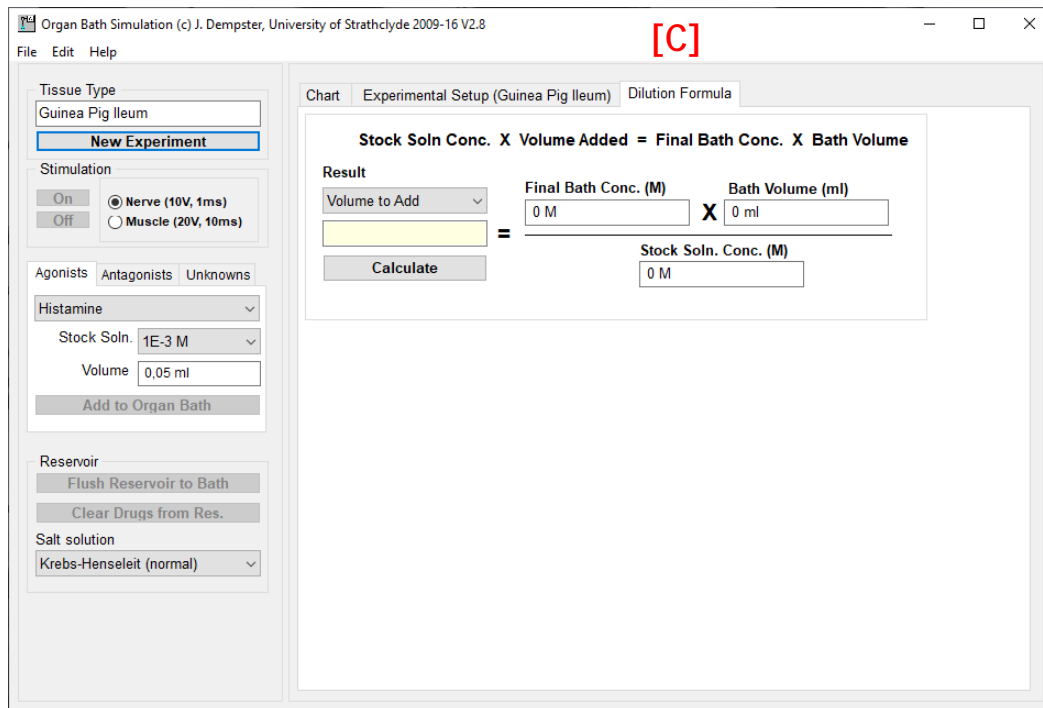 Organ Bath Simulation (c) J. Dempster, University of Strathclyde 2009-16 V2.8
[C]
File Edit Help
Tissue Type
Guinea Pig Ileum
New Experiment
Stimulation
On
Off
Nerve (10V, 1ms)
Muscle (20V, 10ms)
Agonists Antagonists Unknowns
Histamine
Stock Soln. 1E-3 M
Volume 0,05 ml
Add to Organ Bath
Reservoir
Flush Reservoir to Bath
Clear Drugs from Res.
Salt solution
Krebs-Henseleit (normal)
Chart Experimental Setup (Guinea Pig Ileum) Dilution Formula
Stock Soln Conc. X Volume Added = Final Bath Conc. X Bath Volume
Result
Volume to Add
=
Calculate
Final Bath Conc. (M) Bath Volume (ml)
0 M X 0 ml
Stock Soln. Conc. (M)
0 M